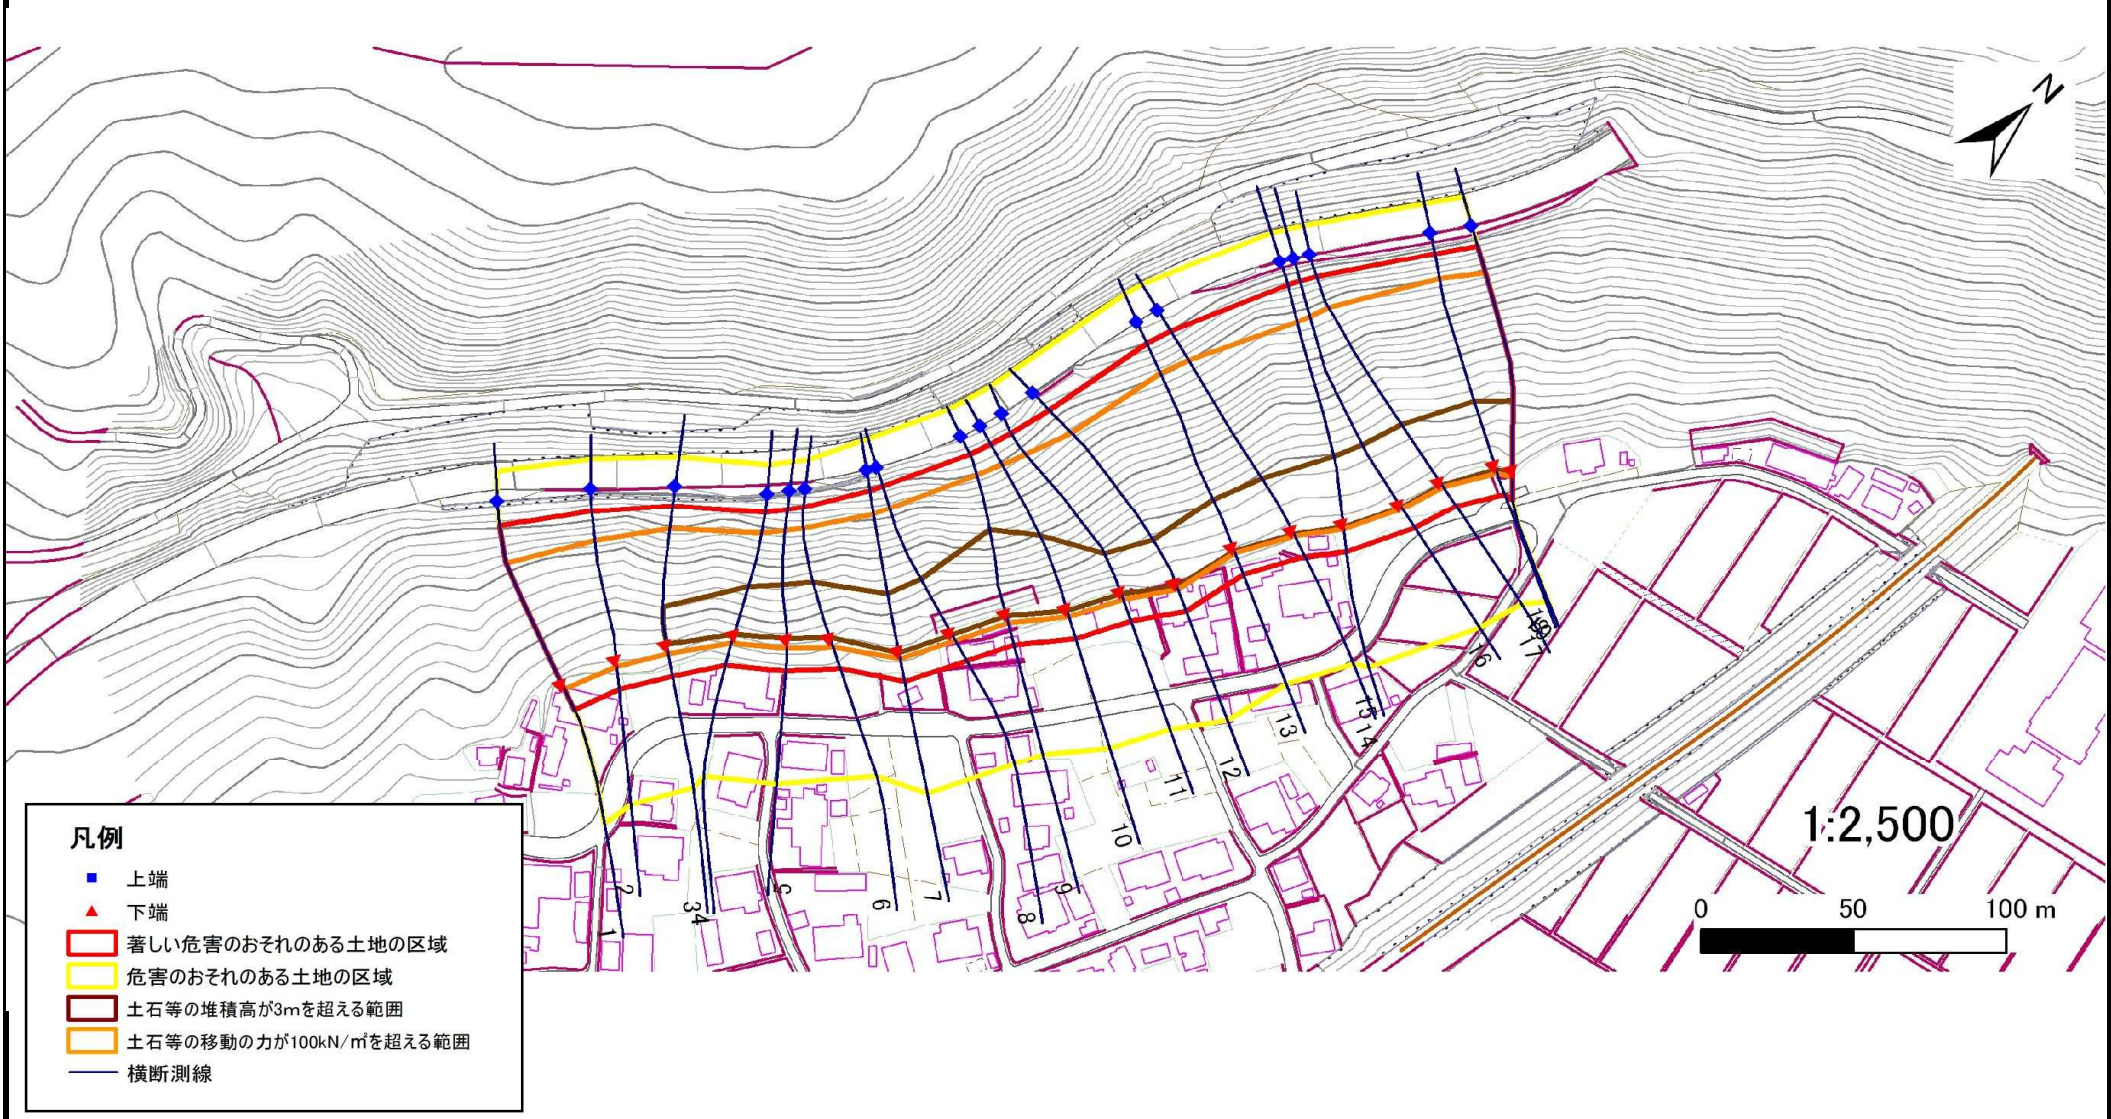 N
1
2
34
5
6
7
8
9
10
11
12
13
14
15
16
17
1:2,500
0 50 100 m
凡例
上端
下端
著しい危害のおそれのある土地の区域
危害のおそれのある土地の区域
土石等の堆積高が3mを超える範囲
土石等の移動の力が100kN/㎡を超える範囲
横断測線